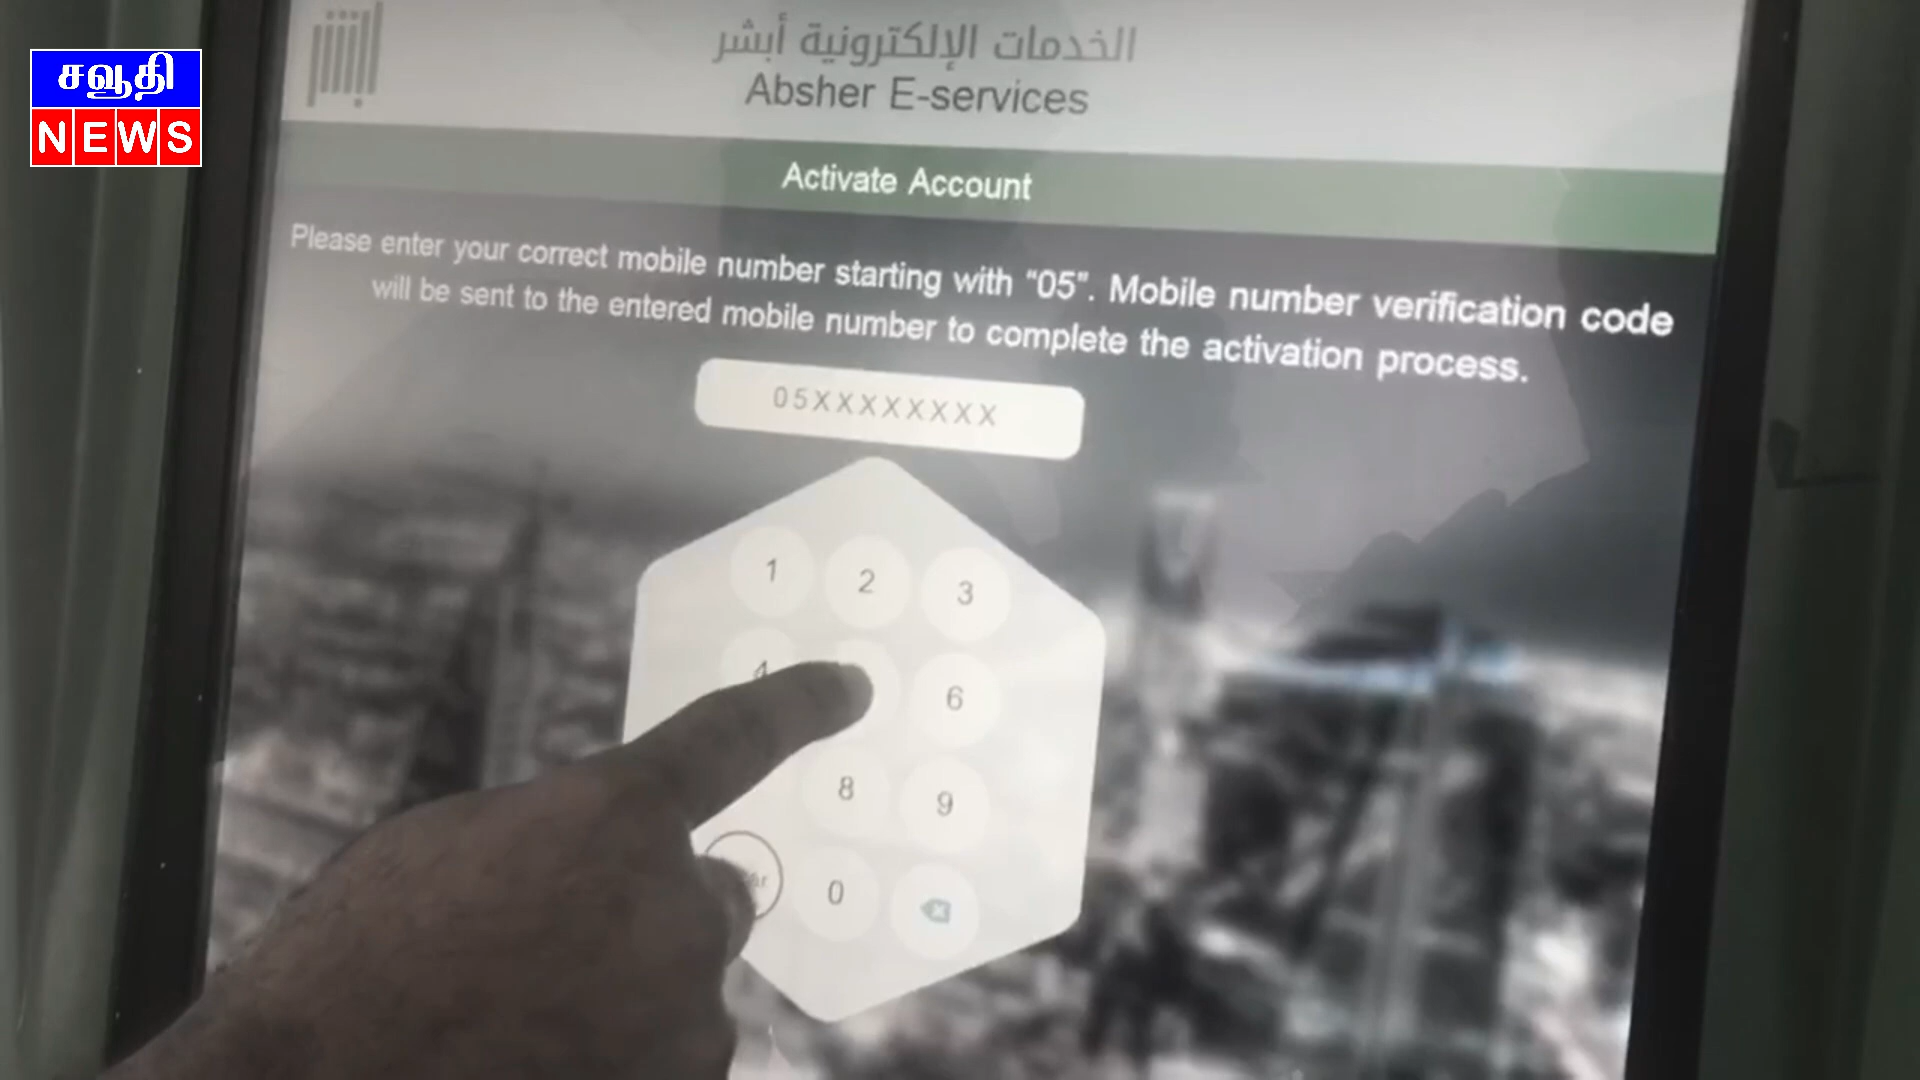 சவூதி
NEWS
الخدمات الإلكترونية أبشر
Absher E-services
Activate Account
Please enter your correct mobile number starting with "05". Mobile number verification code
will be sent to the entered mobile number to complete the activation process.
05XXXXXXXX
1 2 3
4 6
8 9
0